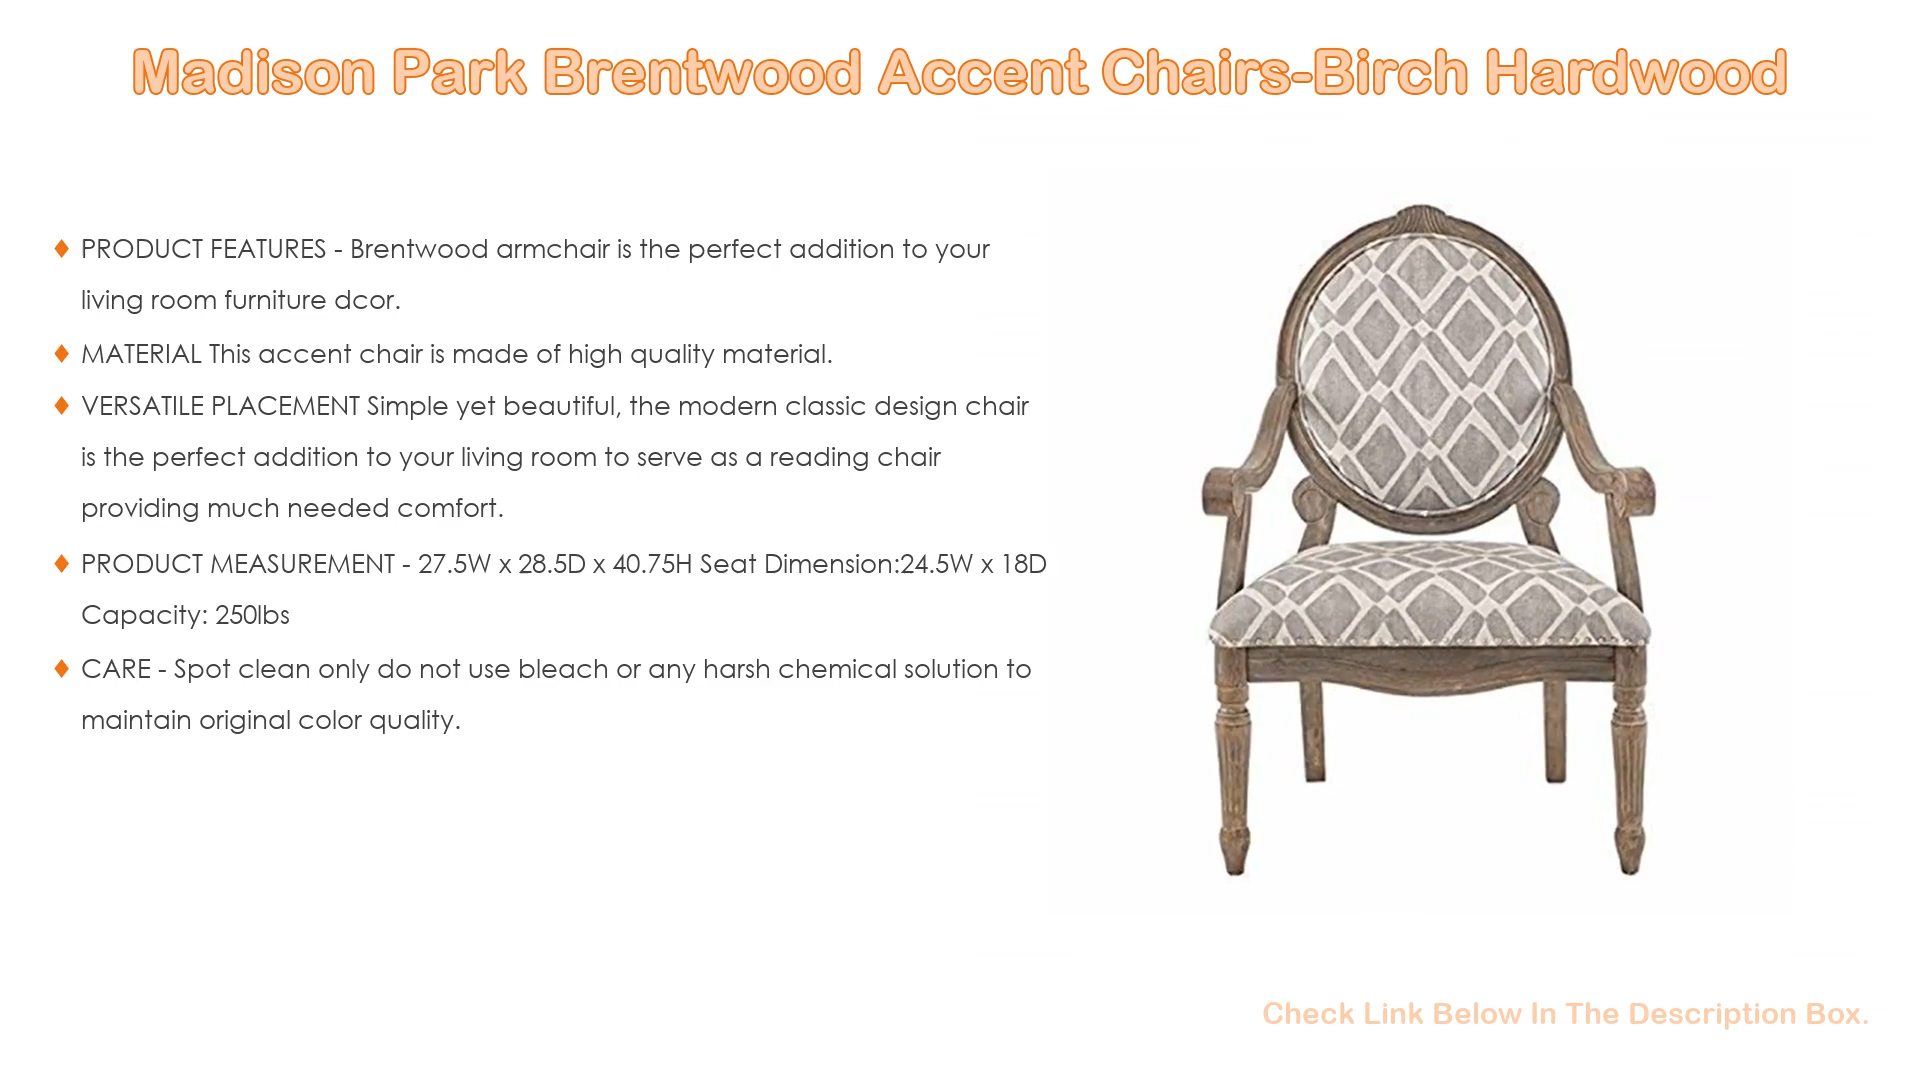 Madison Park Brentwood Accent Chairs-Birch Hardwood
♦ PRODUCT FEATURES - Brentwood armchair is the perfect addition to your
living room furniture dcor.
♦ MATERIAL This accent chair is made of high quality material.
♦ VERSATILE PLACEMENT Simple yet beautiful, the modern classic design chair
is the perfect addition to your living room to serve as a reading chair
providing much needed comfort.
♦ PRODUCT MEASUREMENT - 27.5W x 28.5D x 40.75H Seat Dimension:24.5W x 18D
Capacity: 250lbs
♦ CARE - Spot clean only do not use bleach or any harsh chemical solution to
maintain original color quality.
Check Link Below In The Description Box.